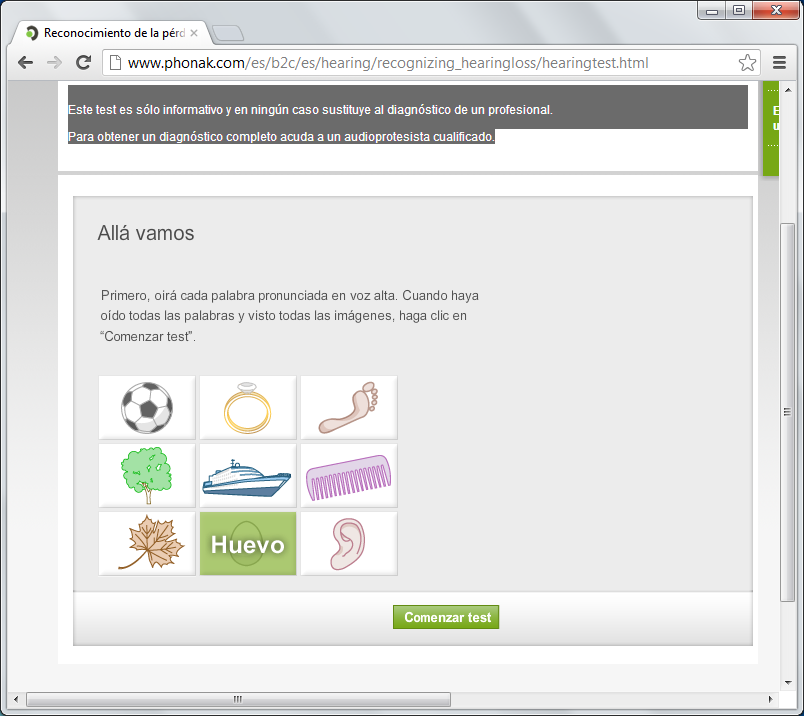 Reconocimiento de la pérd
www.phonak.com/es/b2c/es/hearing/recognizing_hearingloss/hearingtest.html
Este test es sólo informativo y en ningún caso sustituye al diagnóstico de un profesional.
Para obtener un diagnóstico completo acuda a un audioprotesista cualificado.
E
u
Allá vamos
Primero, oirá cada palabra pronunciada en voz alta. Cuando haya
oído todas las palabras y visto todas las imágenes, haga clic en
“Comenzar test”.
Huevo
Comenzar test